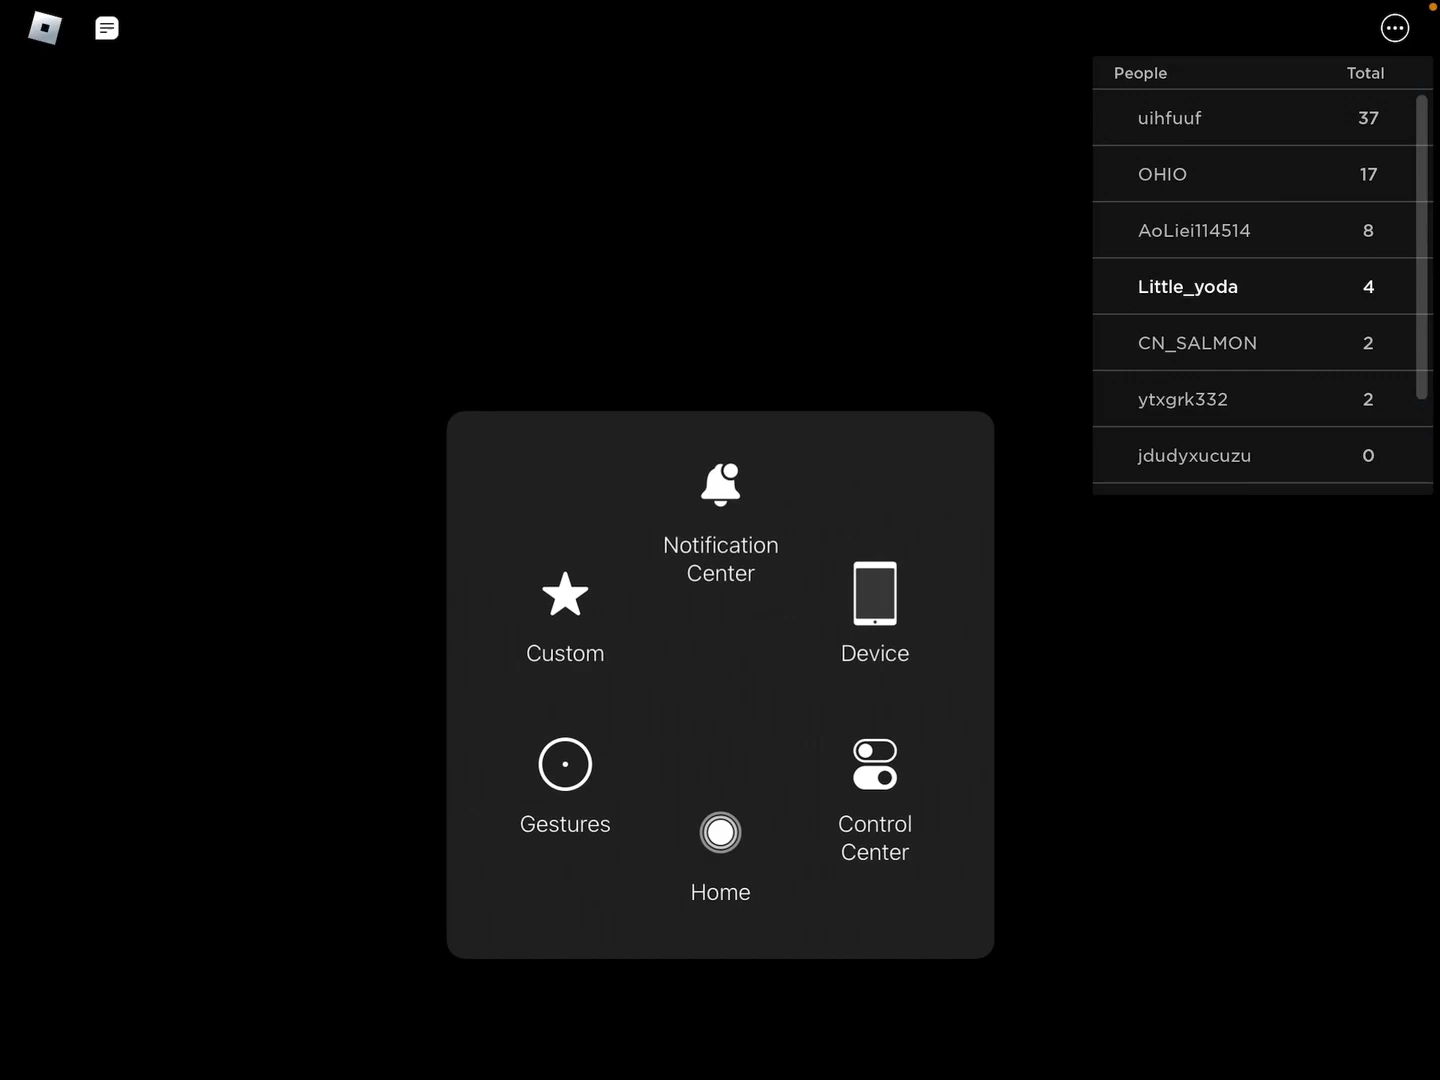 People Total
uihfuuf 37
OHIO 17
AoLiei114514 8
Little_yoda 4
CN_SALMON 2
ytxgrk332 2
jdudyxucuzu 0
Notification
Center
Custom
Device
Gestures
Control
Center
Home